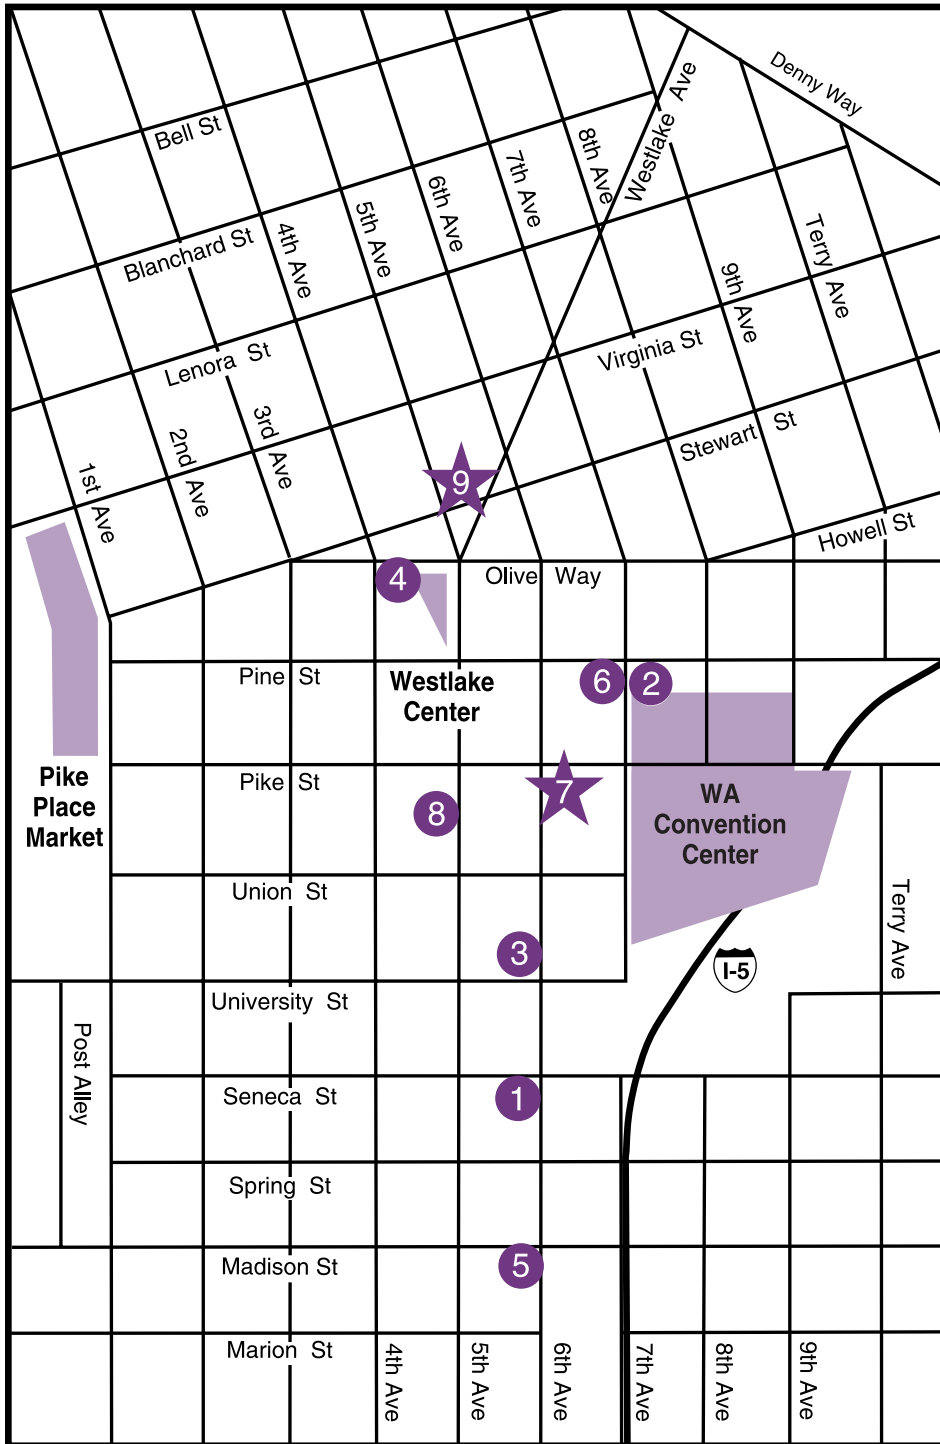 Denny Way
Westlake Ave
Bell St
8th Ave
7th Ave
6th Ave
5th Ave
4th Ave
Blanchard St
Terry Ave
9th Ave
Virginia St
Lenora St
3rd Ave
2nd Ave
1st Ave
Stewart St
9
Howell St
4
Olive Way
Pine St
Westlake
Center
6
2
Pike
Place
Market
Pike St
7
8
WA
Convention
Center
Union St
Terry Ave
3
I-5
University St
Post Alley
Seneca St
1
Spring St
Madison St
5
Marion St
4th Ave
5th Ave
6th Ave
7th Ave
8th Ave
9th Ave